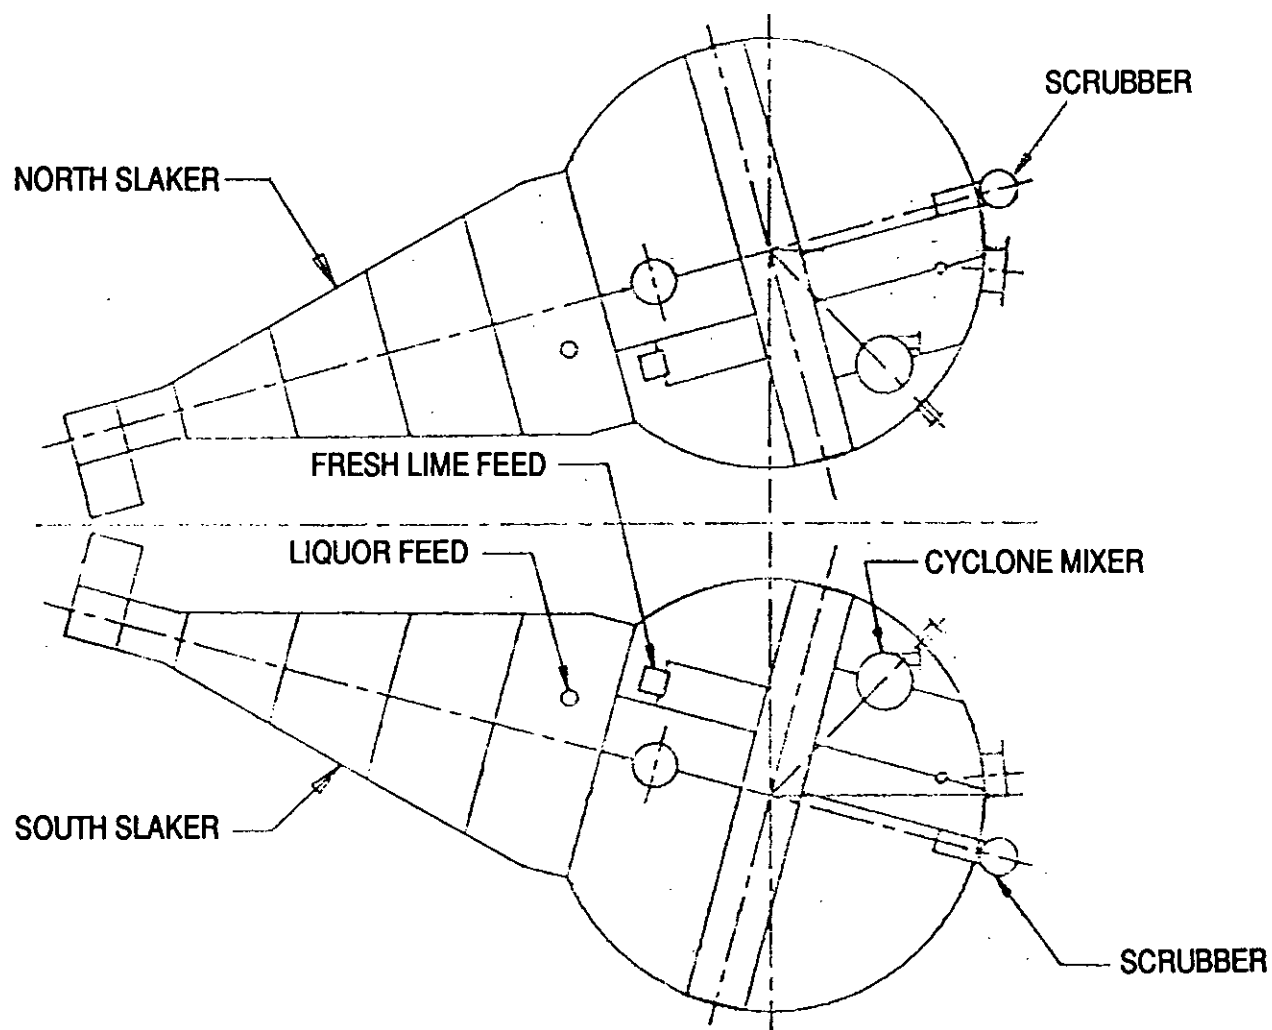 SCRUBBER
NORTH SLAKER
FRESH LIME FEED
LIQUOR FEED
CYCLONE MIXER
SOUTH SLAKER
SCRUBBER